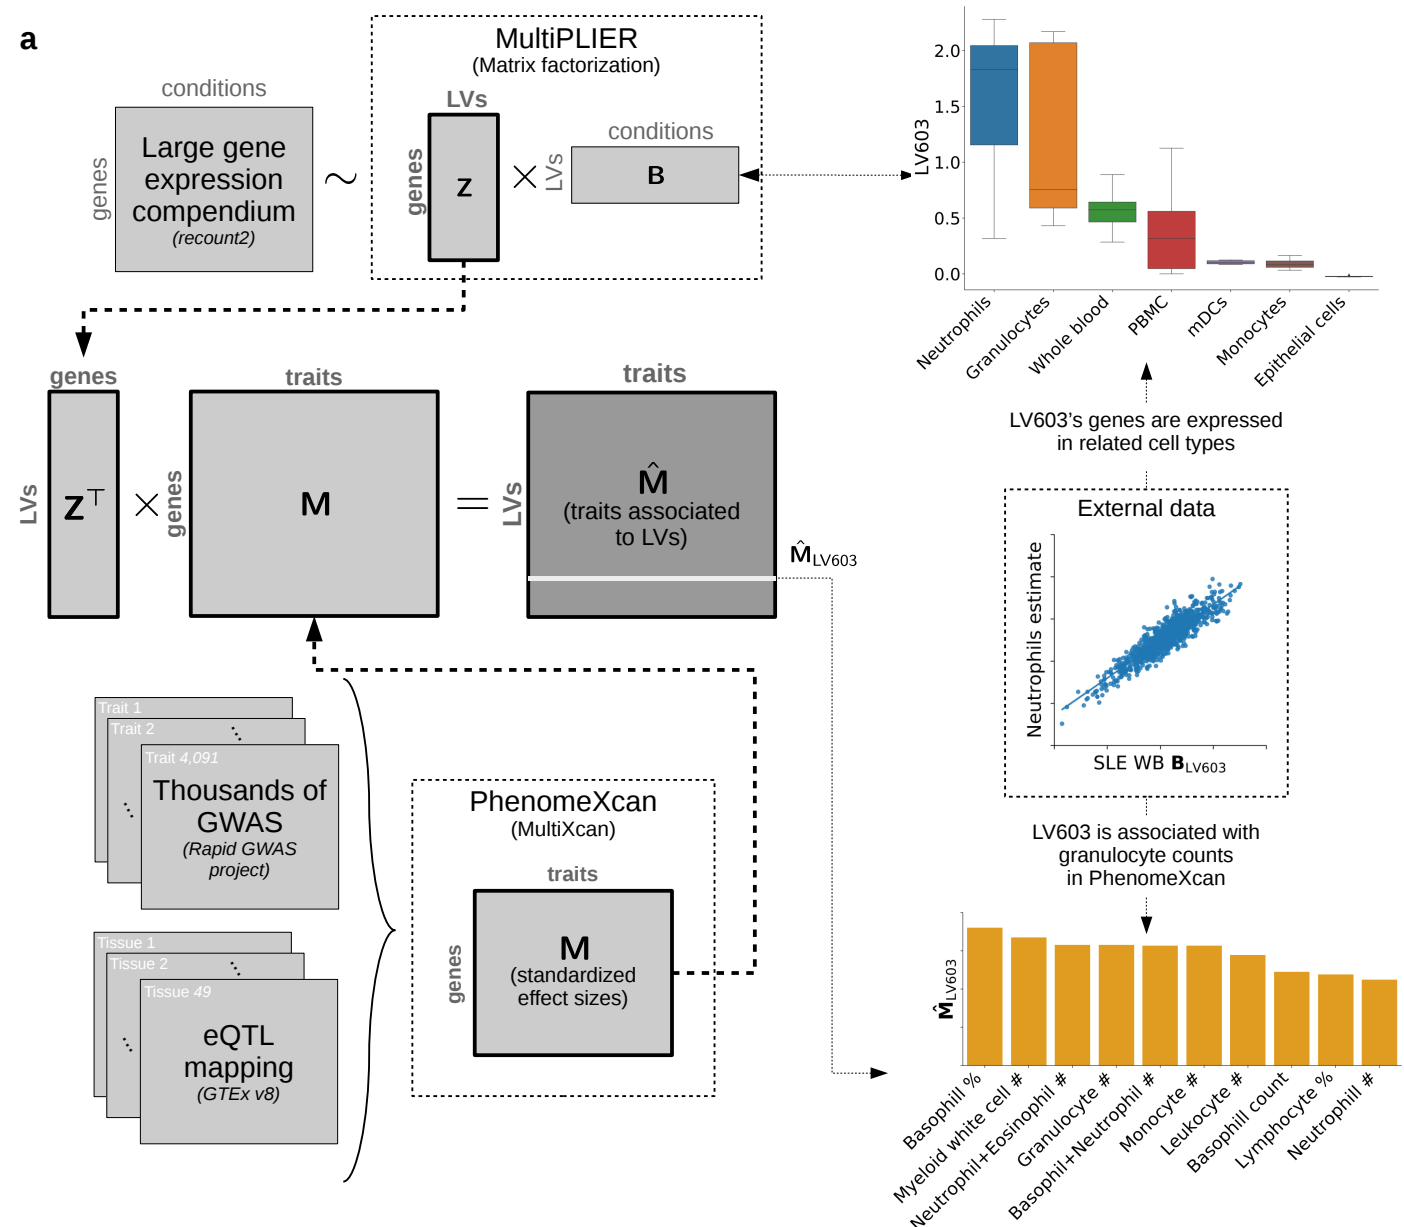 a
conditions
genes
Large gene
expression
compendium
(recount2)
∼
MultiPLIER
(Matrix factorization)
LVs
genes
Z
×
conditions
LVs
B
LV603
2.0
1.5
1.0
0.5
0.0
Neutrophils
Granulocytes
Whole blood
PBMC
mDCs
Monocytes
Epithelial cells
genes
LVs
Z⊤
×
traits
genes
M
=
traits
LVs
M̂
(traits associated
to LVs)
M̂LV603
LV603's genes are expressed
in related cell types
External data
Neutrophils estimate
SLE WB BLV603
LV603 is associated with
granulocyte counts
in PhenomeXcan
Trait 1
Trait 2
Trait 4,091
Thousands of
GWAS
(Rapid GWAS
project)
Tissue 1
Tissue 2
Tissue 49
eQTL
mapping
(GTEx v8)
PhenomeXcan
(MultiXcan)
traits
genes
M
(standardized
effect sizes)
M̂LV603
Basophill %
Myeloid white cell #
Neutrophil+Eosinophil #
Granulocyte #
Basophil+Neutrophil #
Monocyte #
Leukocyte #
Basophill count
Lymphocyte %
Neutrophill #